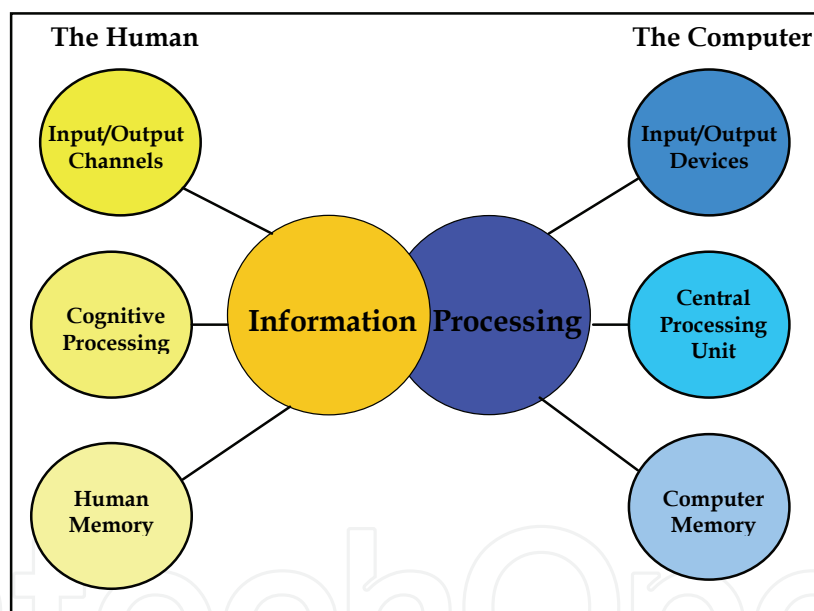 The Human
The Computer
Input/Output
Channels
Input/Output
Devices
Information
Processing
Cognitive
Processing
Central
Processing
Unit
Human
Memory
Computer
Memory